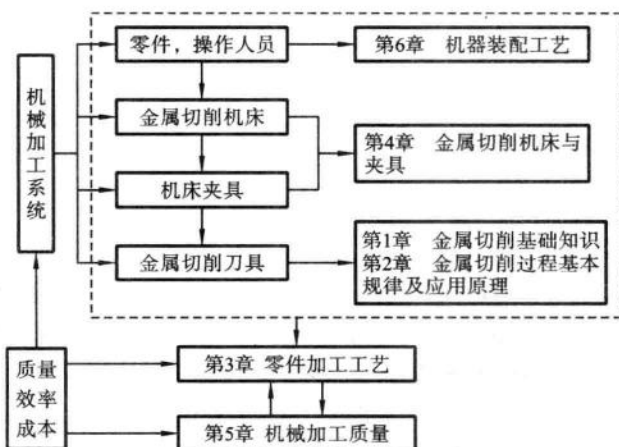 零件，操作人员
第6章 机器装配工艺
机械加工系统
金属切削机床
第4章 金属切削机床与
夹具
机床夹具
金属切削刀具
第1章 金属切削基础知识
第2章 金属切削过程基本
规律及应用原理
质量
效率
成本
第3章 零件加工工艺
第5章 机械加工质量